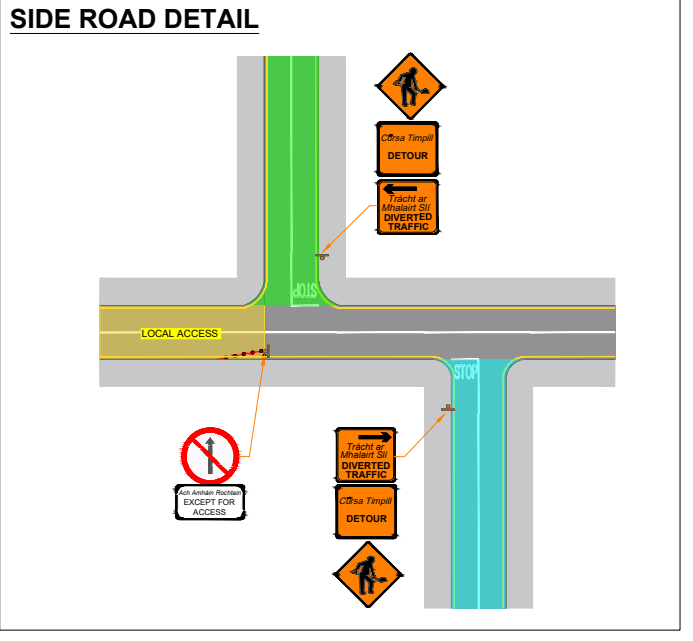 SIDE ROAD DETAIL
Cúrsa Timpill
DETOUR
Trácht ar
Mhalairt Slí
DIVERTED
TRAFFIC
STOP
LOCAL ACCESS
STOP
Trácht ar
Mhalairt Slí
DIVERTED
TRAFFIC
Ach Amháin Rochtain
EXCEPT FOR
ACCESS
Cúrsa Timpill
DETOUR